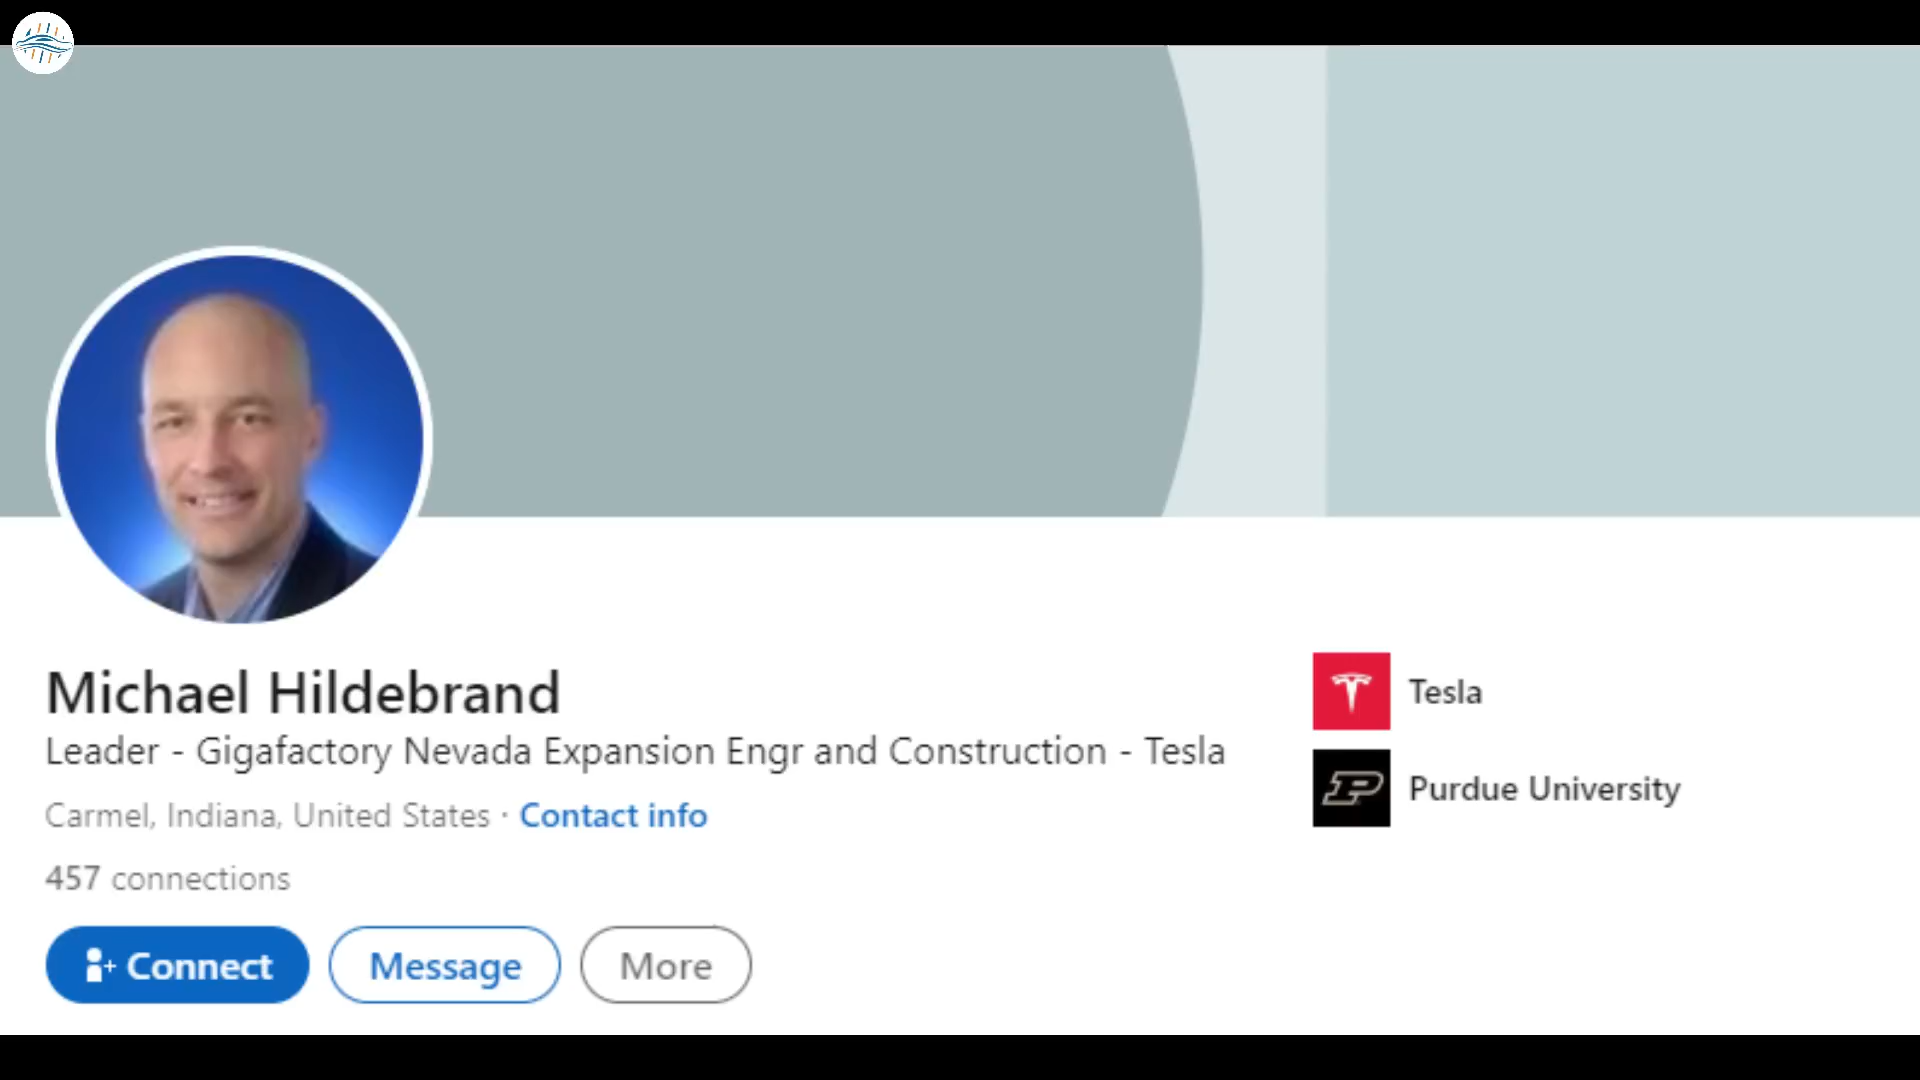 Michael Hildebrand
Leader - Gigafactory Nevada Expansion Engr and Construction - Tesla
Carmel, Indiana, United States · Contact info
457 connections
Connect
Message
More
Tesla
Purdue University